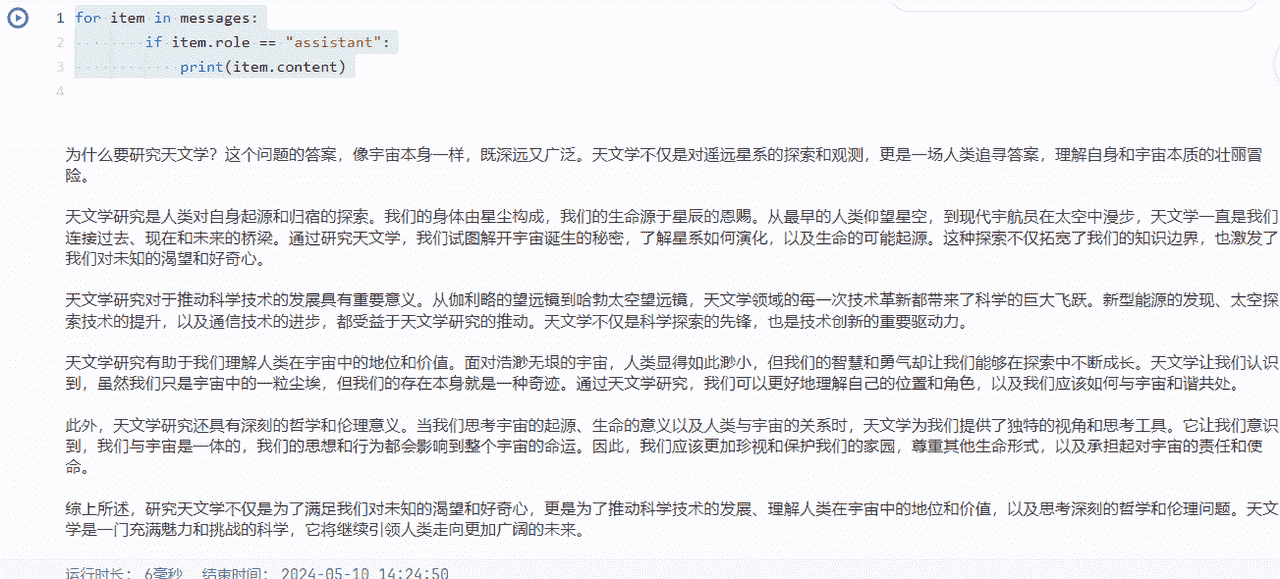 1 for item in messages:
2 if item.role == "assistant":
3 print(item.content)
4
为什么要研究天文学？这个问题的答案，像宇宙本身一样，既深远又广泛。天文学不仅是对遥远星系的探索和观测，更是一场人类追寻答案，理解自身和宇宙本质的壮丽冒
险。
天文学研究是人类对自身起源和归宿的探索。我们的身体由星尘构成，我们的生命源于星辰的恩赐。从最早的人类仰望星空，到现代宇航员在太空中漫步，天文学一直是我们
连接过去、现在和未来的桥梁。通过研究天文学，我们试图解开宇宙诞生的秘密，了解星系如何演化，以及生命的可能起源。这种探索不仅拓宽了我们的知识边界，也激发了
我们对未知的渴望和好奇心。
天文学研究对于推动科学技术的发展具有重要意义。从伽利略的望远镜到哈勃太空望远镜，天文学领域的每一次技术革新都带来了科学的巨大飞跃。新型能源的发现、太空探
索技术的提升，以及通信技术的进步，都受益于天文学研究的推动。天文学不仅是科学探索的先锋，也是技术创新的重要驱动力。
天文学研究有助于我们理解人类在宇宙中的地位和价值。面对浩渺无垠的宇宙，人类显得如此渺小，但我们的智慧和勇气却让我们能够在探索中不断成长。天文学让我们认识
到，虽然我们只是宇宙中的一粒尘埃，但我们的存在本身就是一种奇迹。通过天文学研究，我们可以更好地理解自己的位置和角色，以及我们应该如何与宇宙和谐共处。
此外，天文学研究还具有深刻的哲学和伦理意义。当我们思考宇宙的起源、生命的意义以及人类与宇宙的关系时，天文学为我们提供了独特的视角和思考工具。它让我们意识
到，我们与宇宙是一体的，我们的思想和行为都会影响到整个宇宙的命运。因此，我们应该更加珍视和保护我们的家园，尊重其他生命形式，以及承担起对宇宙的责任和使
命。
综上所述，研究天文学不仅是为了满足我们对未知的渴望和好奇心，更是为了推动科学技术的发展、理解人类在宇宙中的地位和价值，以及思考深刻的哲学和伦理问题。天文
学是一门充满魅力和挑战的科学，它将继续引领人类走向更加广阔的未来。
运行时长： 6毫秒 结束时间： 2024-05-10 14:24:50